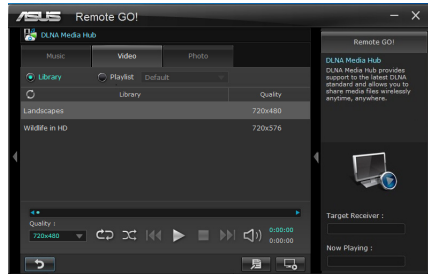 ASUS Remote GO!
DLNA Media Hub
Music Video Photo
Library Playlist Default
Library Quality
Landscapes 720x480
Wildlife in HD 720x576
Quality :
720x480
0:00:00
0:00:00
Remote GO!
DLNA Media Hub
DLNA Media Hub provides
support to the latest DLNA
standard and allows you to
share media files wirelessly
anytime, anywhere.
Target Receiver :
Now Playing :